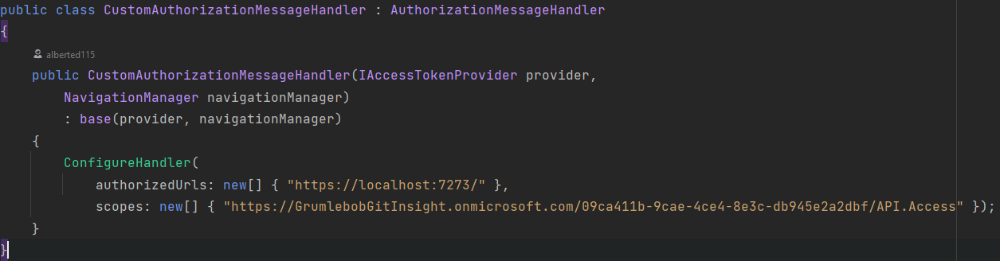 public class CustomAuthorizationMessageHandler : AuthorizationMessageHandler
{
alberted115
public CustomAuthorizationMessageHandler(IAccessTokenProvider provider,
NavigationManager navigationManager)
: base(provider, navigationManager)
{
ConfigureHandler(
authorizedUrls: new[] { "https://localhost:7273/" },
scopes: new[] { "https://GrumlebobGitInsight.onmicrosoft.com/09ca411b-9cae-4ce4-8e3c-db945e2a2dbf/API.Access" });
}
}